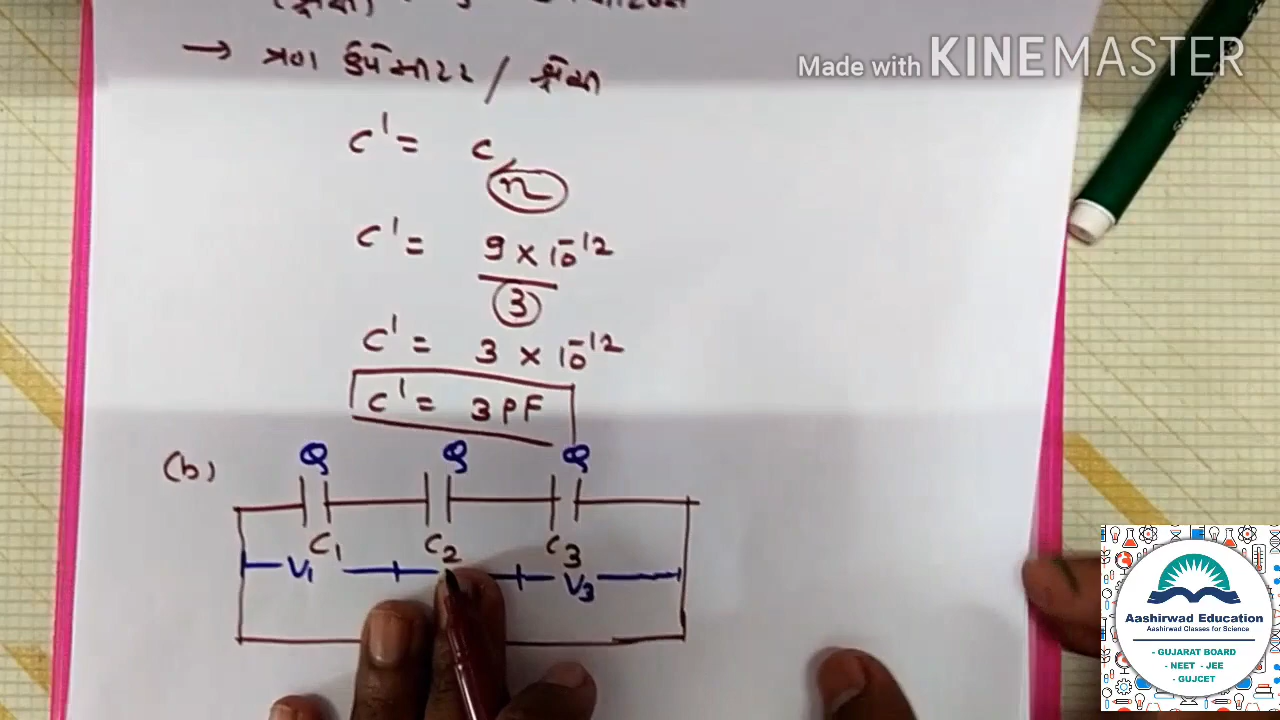 Made with KINEMASTER
→ ત્રણ કેપેસીટર / શ્રેણી
C' = C/n
C' = 9 × 10⁻¹² / 3
C' = 3 × 10⁻¹²
C' = 3 PF
(b) Q Q Q
C₁ C₂ C₃
V₁ V₃
Aashirwad Education
Aashirwad Classes for Science
- GUJARAT BOARD
- NEET - JEE
- GUJCET